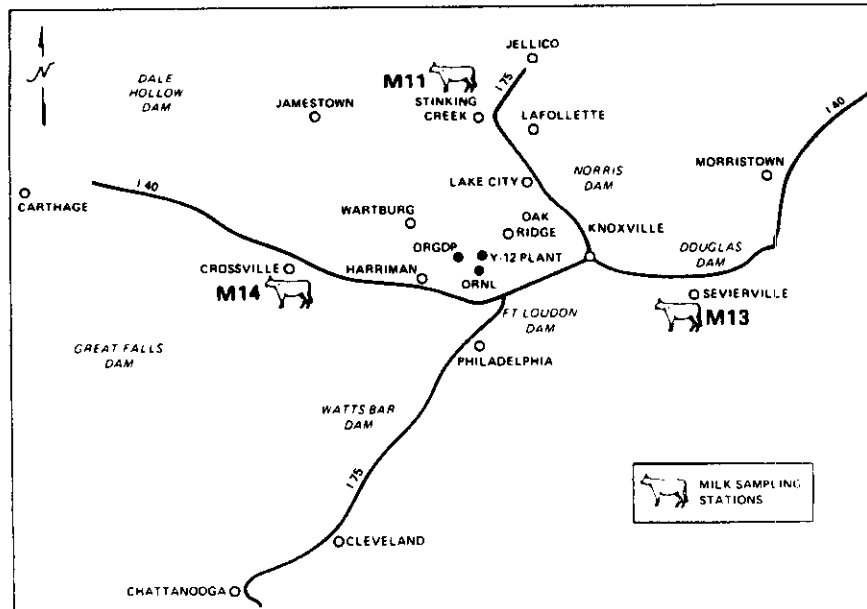 N
JELLICO
M11
I 75
DALE
HOLLOW
DAM
JAMESTOWN
STINKING
CREEK
LAFOLLETTE
I 40
MORRISTOWN
LAKE CITY
NORRIS
DAM
I 40
CARTHAGE
WARTBURG
OAK
RIDGE
KNOXVILLE
ORGDP
Y-12 PLANT
DOUGLAS
DAM
CROSSVILLE
HARRIMAN
ORNL
M14
SEVIERVILLE
M13
FT LOUDON
DAM
GREAT FALLS
DAM
PHILADELPHIA
WATTS BAR
DAM
I 75
MILK SAMPLING
STATIONS
CLEVELAND
CHATTANOOGA